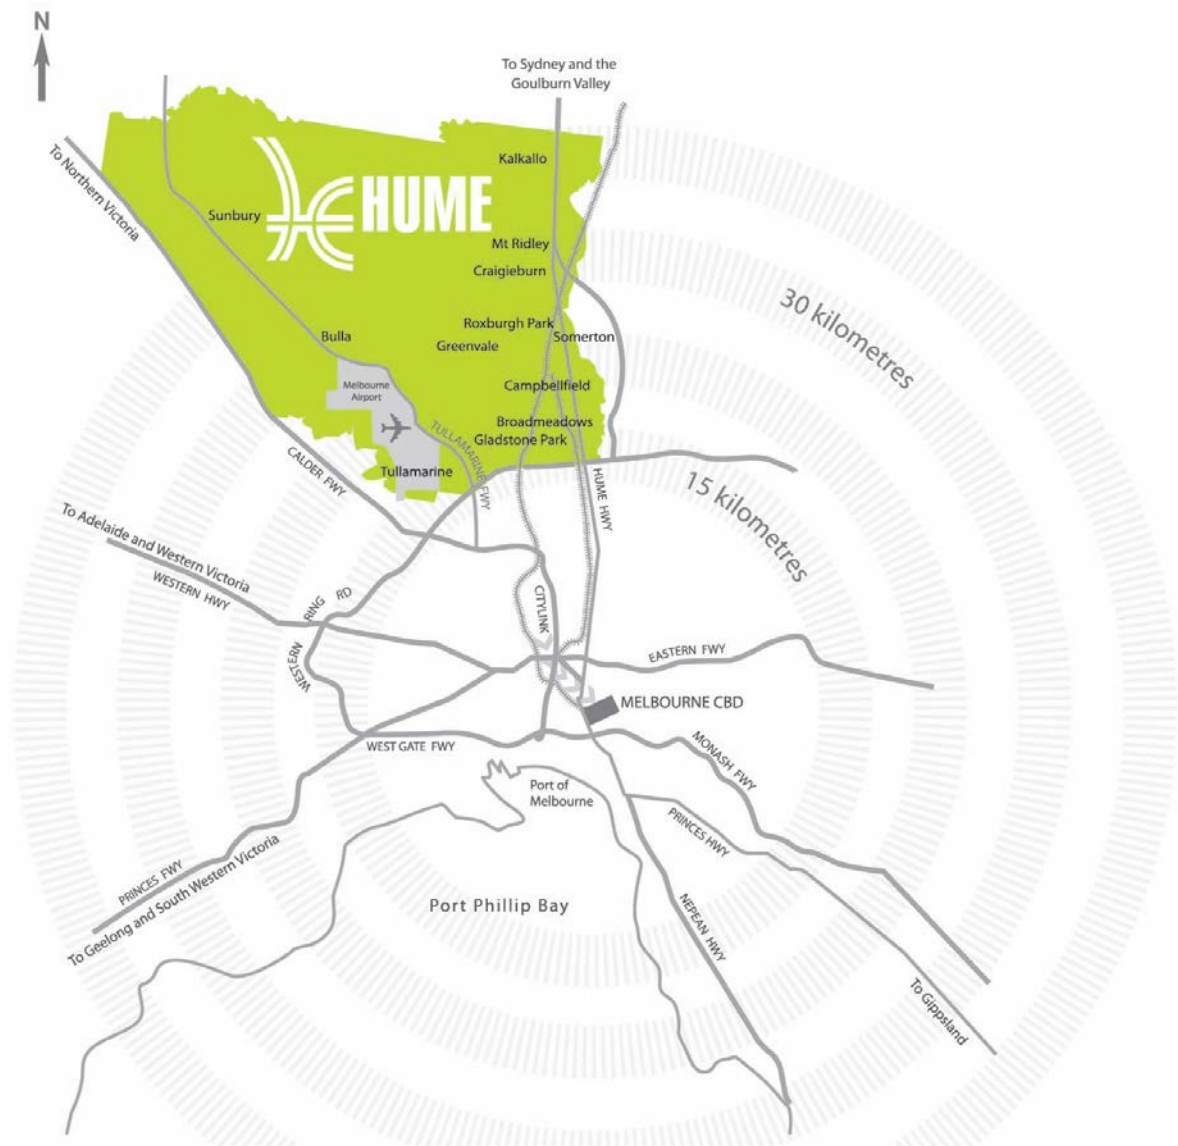 N
To Sydney and the
Goulburn Valley
To Northern Victoria
Kalkallo
HUME
Sunbury
Mt Ridley
Craigieburn
30 kilometres
Roxburgh Park
Somerton
Bulla
Greenvale
Melbourne
Airport
Campbellfield
Broadmeadows
Gladstone Park
TULLAMARINE FWY
Tullamarine
CALDER FWY
HUME HWY
15 kilometres
To Adelaide and Western Victoria
WESTERN HWY
WESTERN RING RD
CITYLINK
EASTERN FWY
MELBOURNE CBD
WEST GATE FWY
MONASH FWY
Port of
Melbourne
PRINCES HWY
PRINCES FWY
To Geelong and South Western Victoria
Port Phillip Bay
NEPEAN HWY
To Gippsland